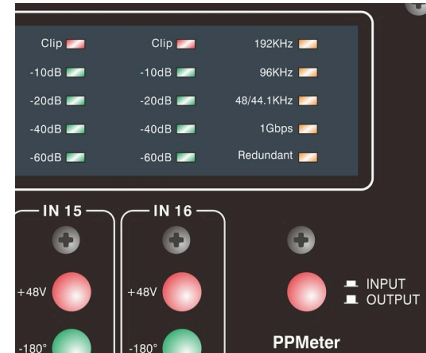 Clip Clip 192KHz
-10dB -10dB 96KHz
-20dB -20dB 48/44.1KHz
-40dB -40dB 1Gbps
-60dB -60dB Redundant
IN 15 IN 16
+48V +48V INPUT
OUTPUT
-180° -180° PPMeter